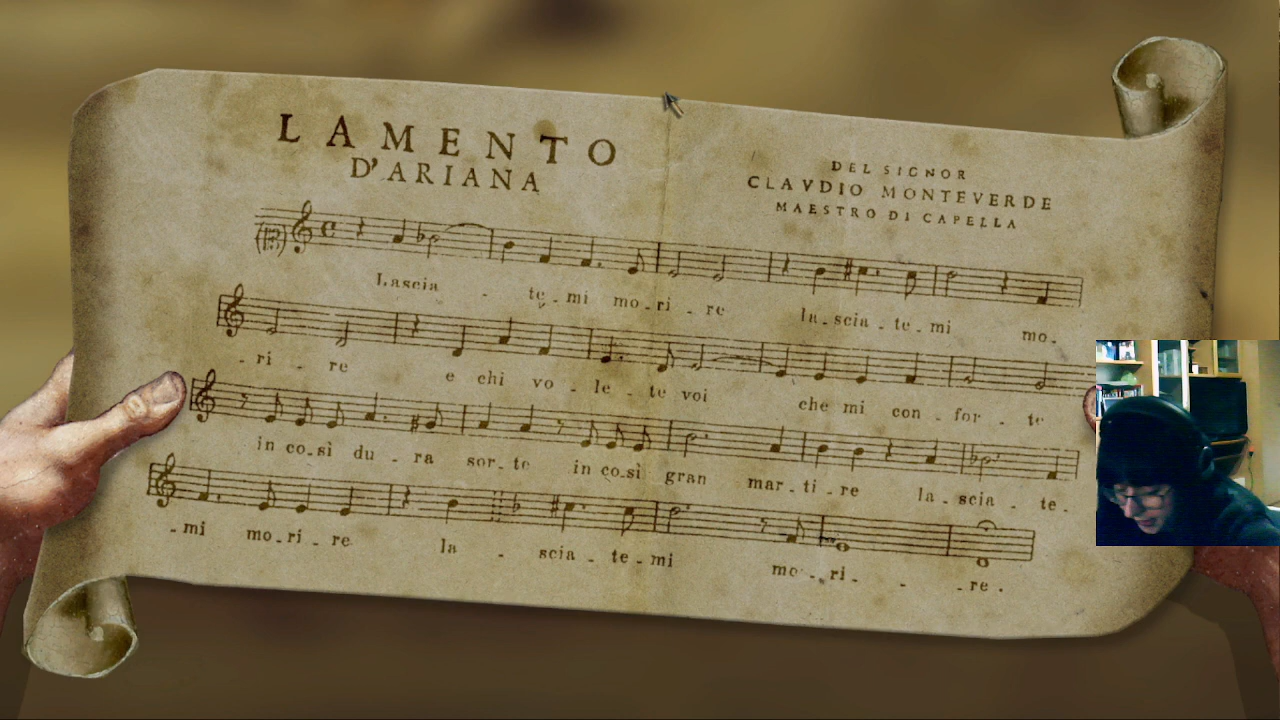 LAMENTO
D'ARIANA
DEL SIGNOR
CLAVDIO MONTEVERDE
MAESTRO DI CAPELLA
Lascia - te - mi mo - ri - re la - scia - te - mi mo -
- ri - re e chi vo - le - te voi che mi con - for - te
in co - sì du - ra sor - te in co - sì gran mar - ti - re la - scia - te -
- mi mo - ri - re la - scia - te - mi mo - ri - - re .